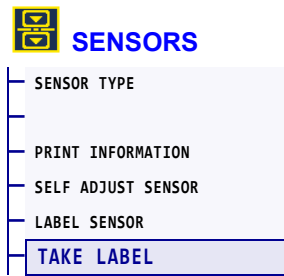 SENSORS
SENSOR TYPE
PRINT INFORMATION
SELF ADJUST SENSOR
LABEL SENSOR
TAKE LABEL